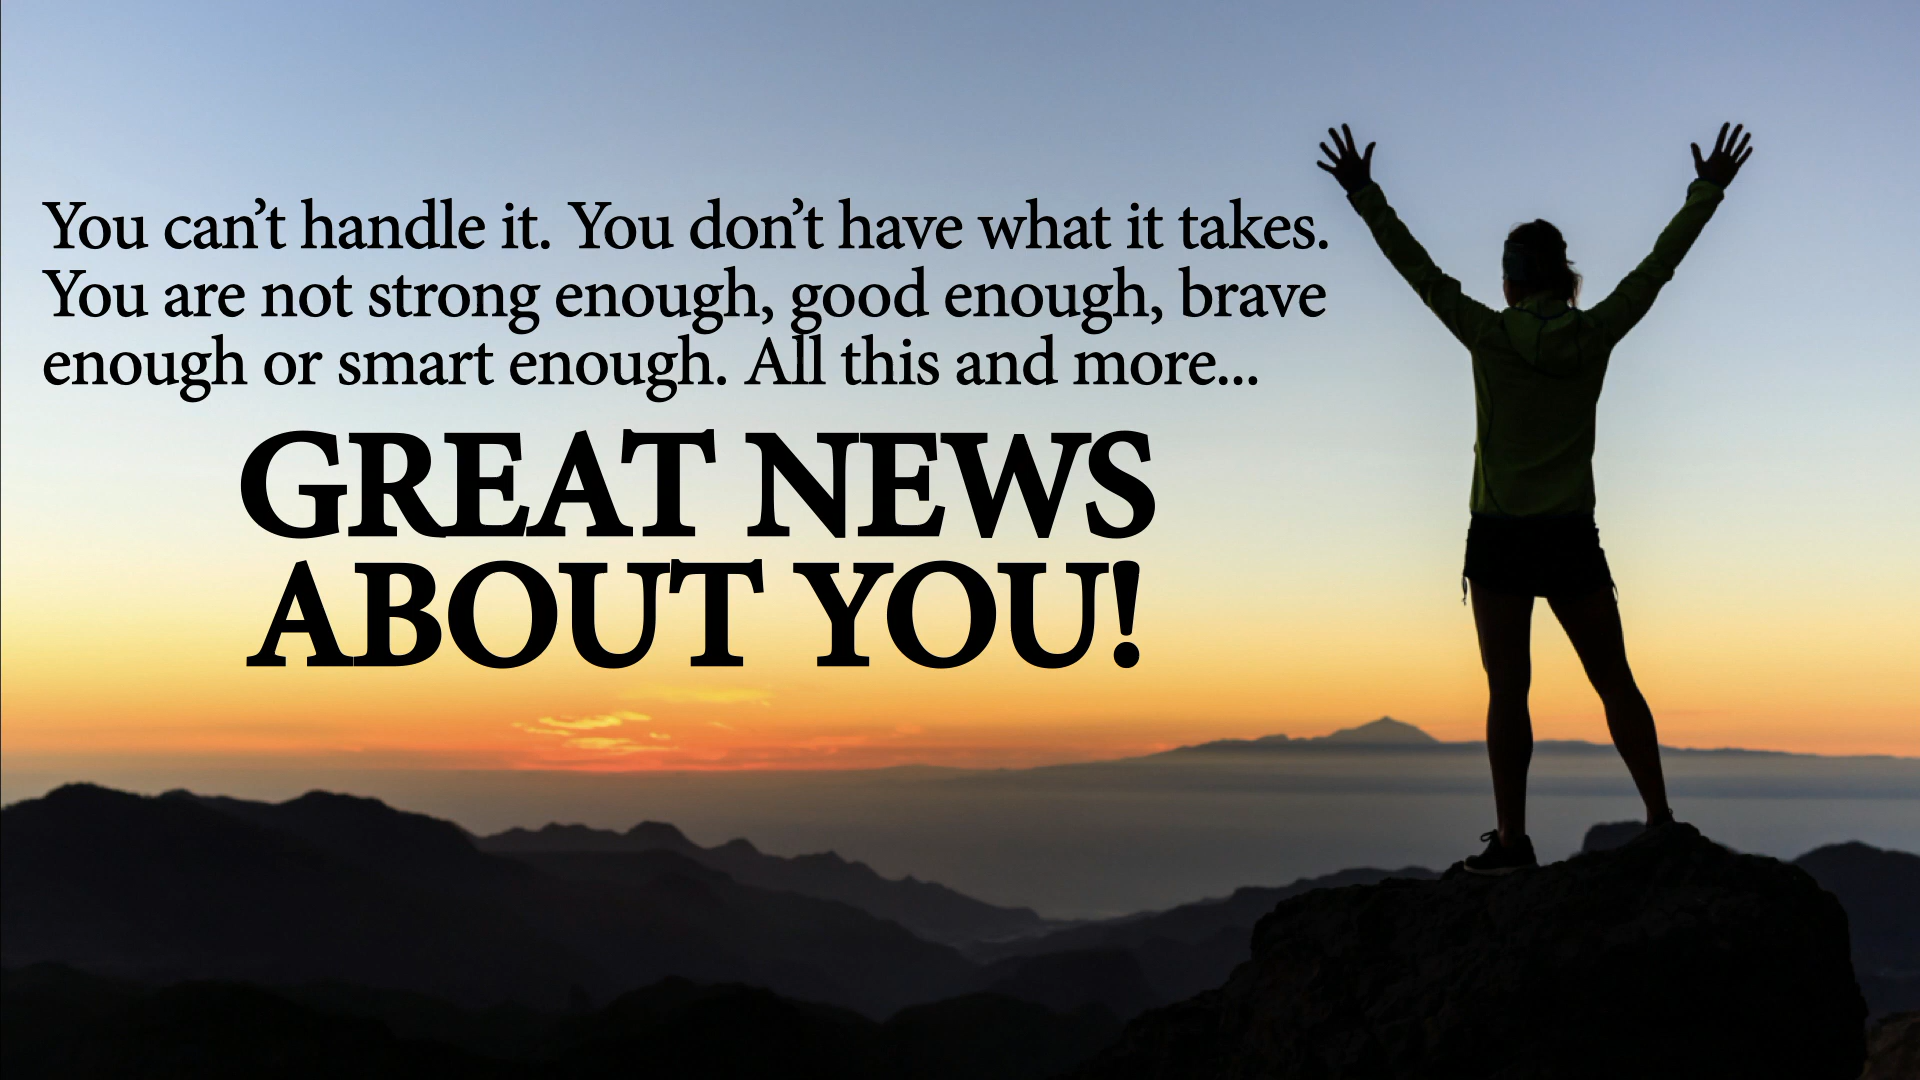 You can’t handle it. You don’t have what it takes.
You are not strong enough, good enough, brave
enough or smart enough. All this and more...
GREAT NEWS
ABOUT YOU!